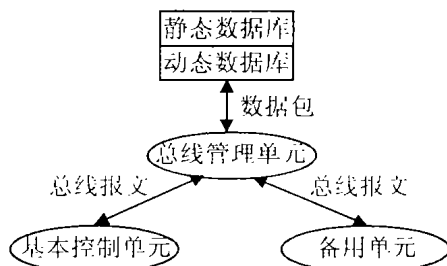 静态数据库
动态数据库
数据包
总线管理单元
总线报文 总线报文
基本控制单元 备用单元